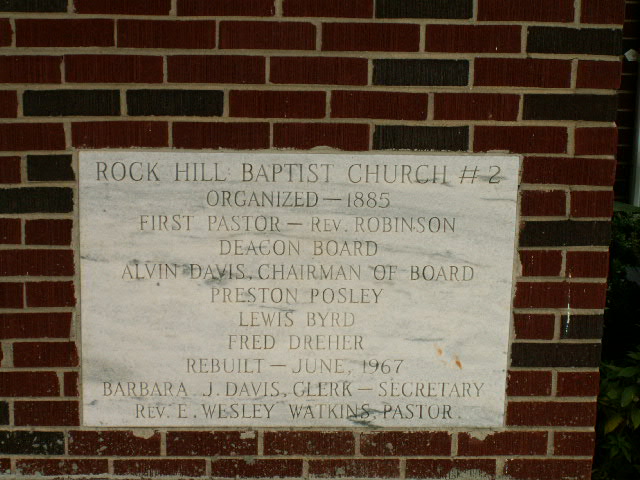 ROCK HILL BAPTIST CHURCH #2
ORGANIZED — 1885
FIRST PASTOR — REV. ROBINSON
DEACON BOARD
ALVIN DAVIS, CHAIRMAN OF BOARD
PRESTON POSLEY
LEWIS BYRD
FRED DREHER
REBUILT — JUNE, 1967
BARBARA J. DAVIS, CLERK — SECRETARY
REV. E. WESLEY WATKINS, PASTOR